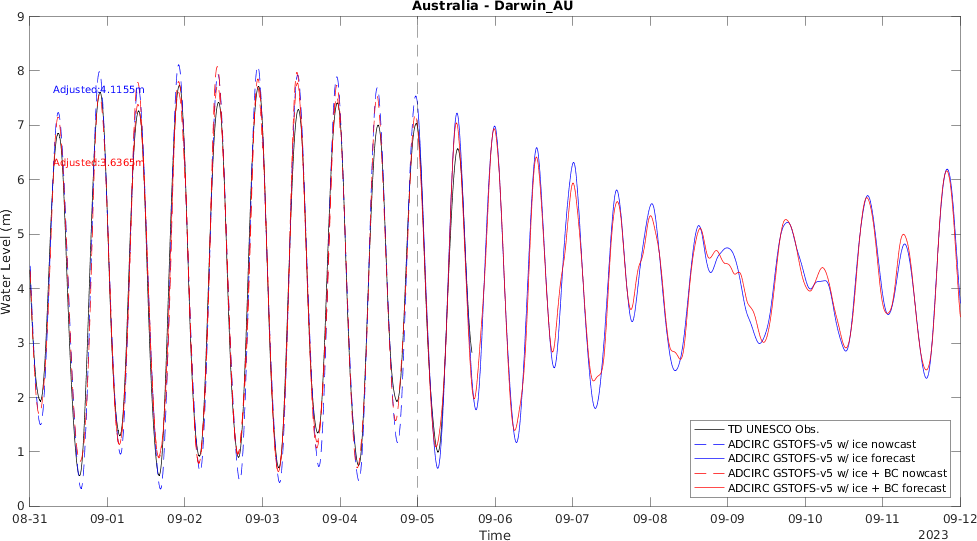 Australia - Darwin_AU
9
8
7
6
5
4
3
2
1
0
Water Level (m)
Adjusted:4.1155m
Adjusted:3.6365m
TD UNESCO Obs.
ADCIRC GSTOFS-v5 w/ ice nowcast
ADCIRC GSTOFS-v5 w/ ice forecast
ADCIRC GSTOFS-v5 w/ ice + BC nowcast
ADCIRC GSTOFS-v5 w/ ice + BC forecast
08-31 09-01 09-02 09-03 09-04 09-05 09-06 09-07 09-08 09-09 09-10 09-11 09-12
Time
2023